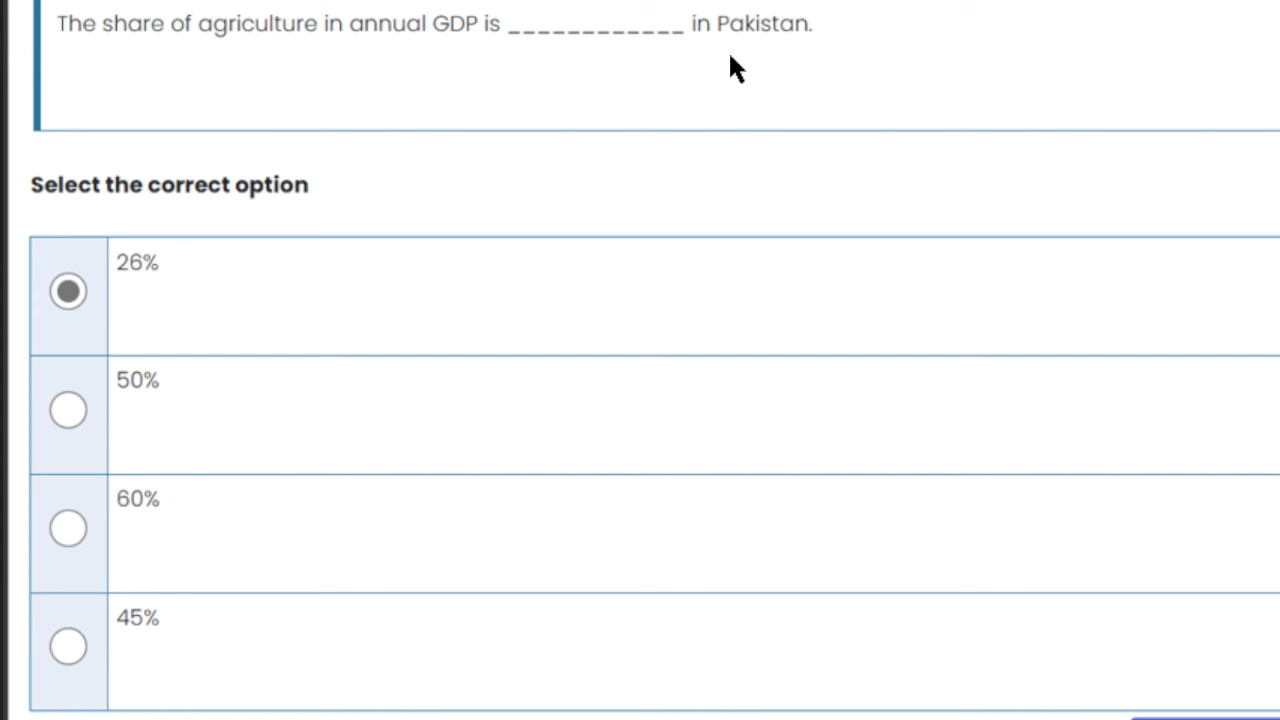 The share of agriculture in annual GDP is ____________ in Pakistan.
Select the correct option
26%
50%
60%
45%